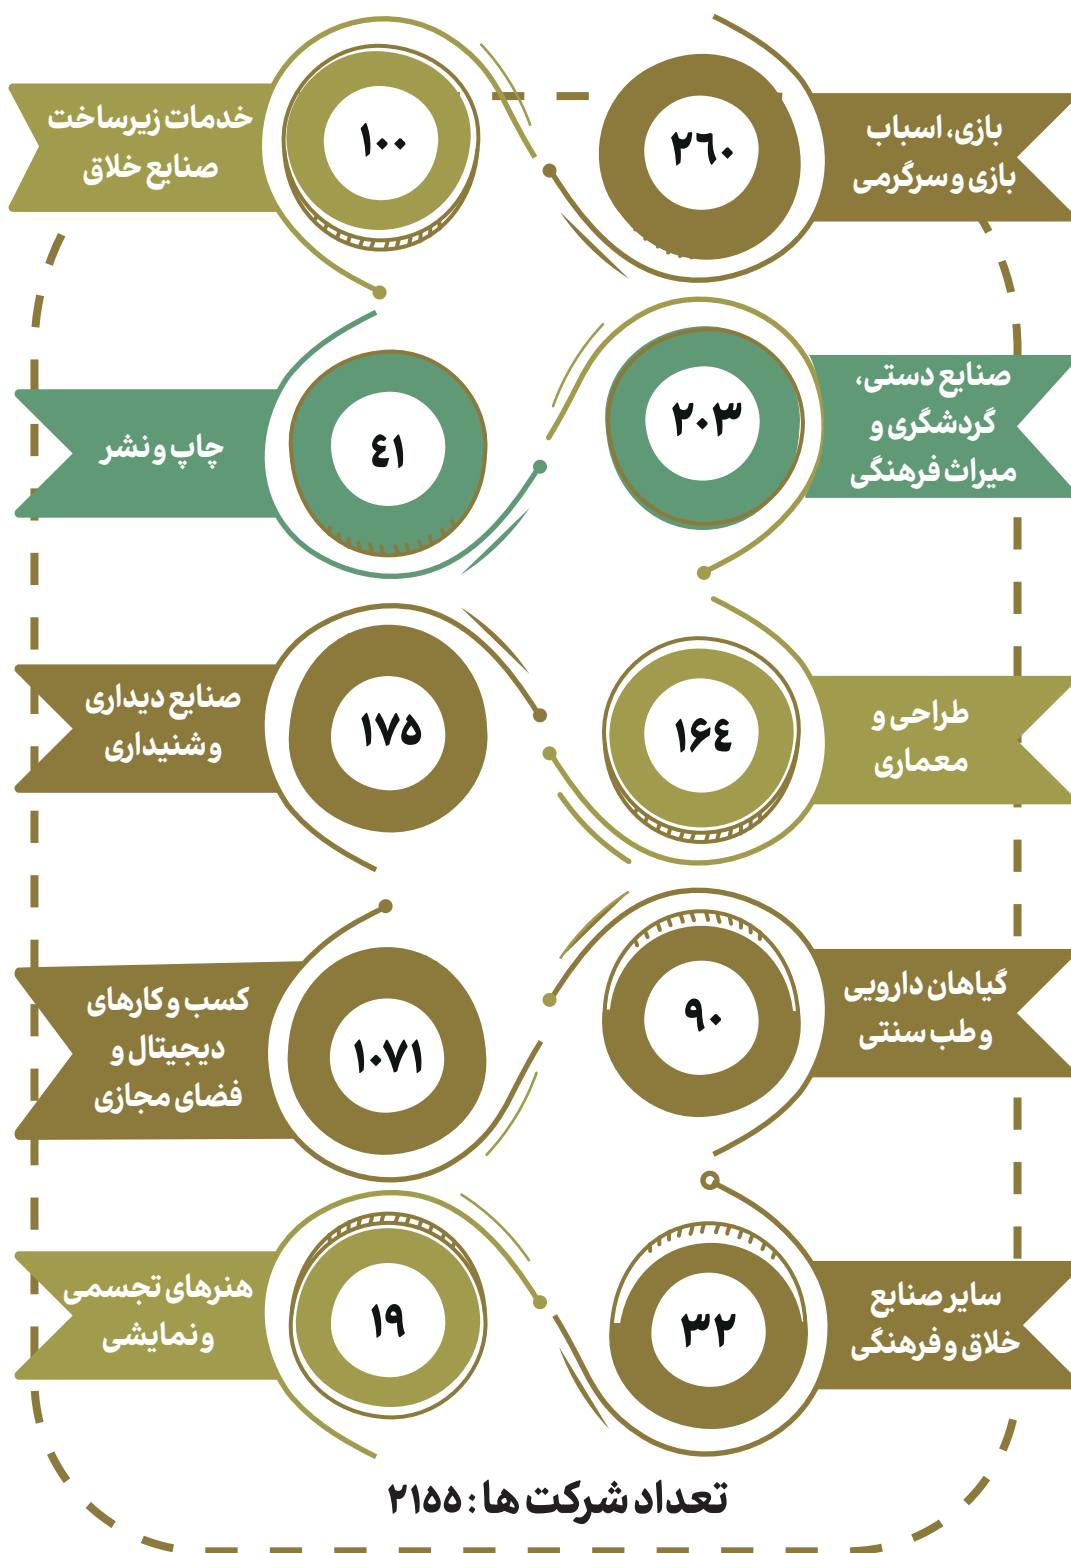 بازی، اسباب
بازی و سرگرمی
۲۶۰
خدمات زیرساخت
صنایع خلاق
۱۰۰
صنایع دستی،
گردشگری و
میراث فرهنگی
۲۰۳
چاپ و نشر
٤۱
طراحی و
معماری
۱۶٤
صنایع دیداری
و شنیداری
۱۷۵
گیاهان دارویی
و طب سنتی
۹۰
کسب و کارهای
دیجیتال و
فضای مجازی
۱۰۷۱
سایر صنایع
خلاق و فرهنگی
۳۲
هنرهای تجسمی
و نمایشی
۱۹
تعداد شرکت ها : ۲۱۵۵